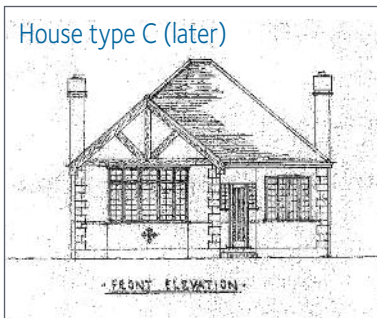 House type C (later)
· FRONT ELEVATION ·